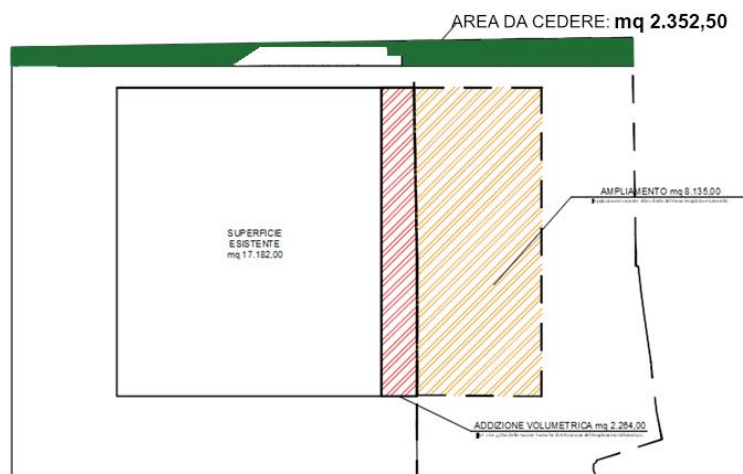 AREA DA CEDERE: mq 2.352,50
AMPLIAMENTO mq 8.135,00
SUPERFICIE
ESISTENTE
mq 17.182,00
ADDIZIONE VOLUMETRICA mq 2.264,00